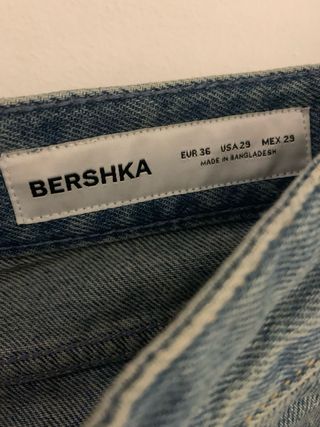 BERSHKA
EUR 36 USA 29 MEX 29
MADE IN BANGLADESH